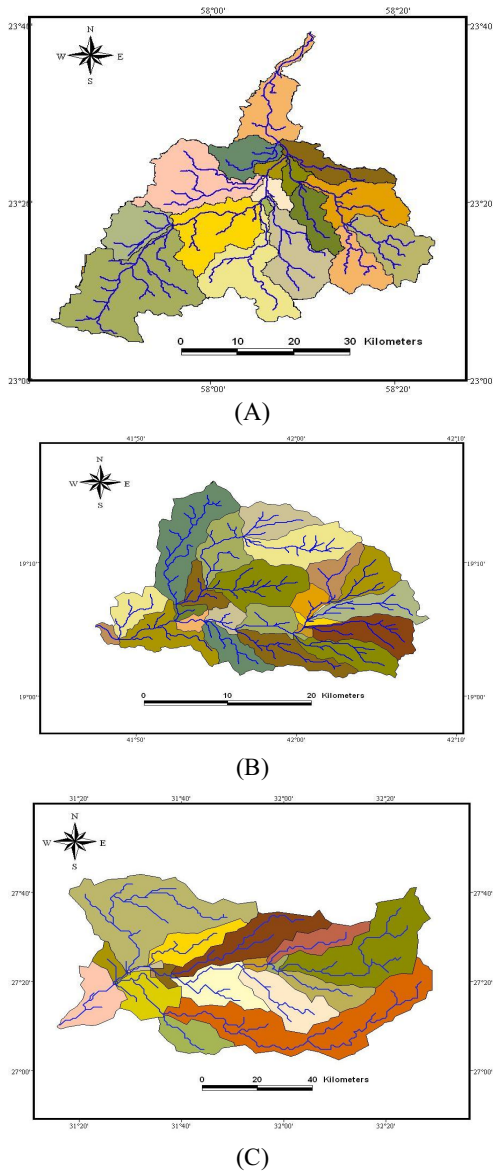 58°00' 58°20'
23°40' 23°40'
N
W E
S
23°20' 23°20'
0 10 20 30 Kilometers
23°00' 23°00'
58°00' 58°20'
(A)
41°50' 42°00' 42°10'
N
W E
S
19°10' 19°10'
0 10 20 Kilometers
19°00' 19°00'
41°50' 42°00' 42°10'
(B)
31°20' 31°40' 32°00' 32°20'
N
W E
S
27°40' 27°40'
27°20' 27°20'
27°00' 27°00'
0 20 40 Kilometers
31°20' 31°40' 32°00' 32°20'
(C)